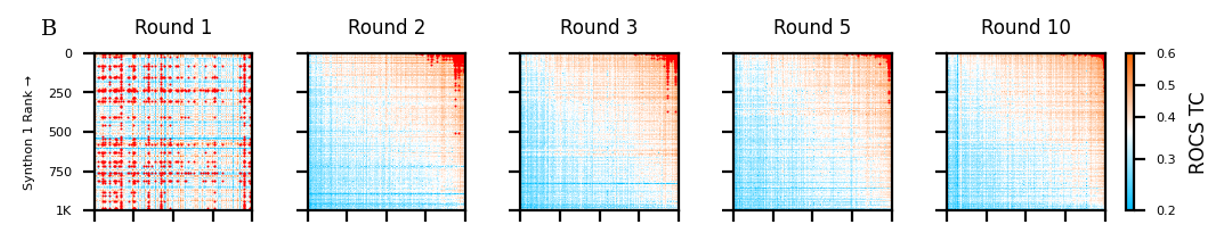 B
Round 1
Round 2
Round 3
Round 5
Round 10
Synthon 1 Rank →
0
250
500
750
1K
0.6
0.5
0.4
0.3
0.2
ROCS TC